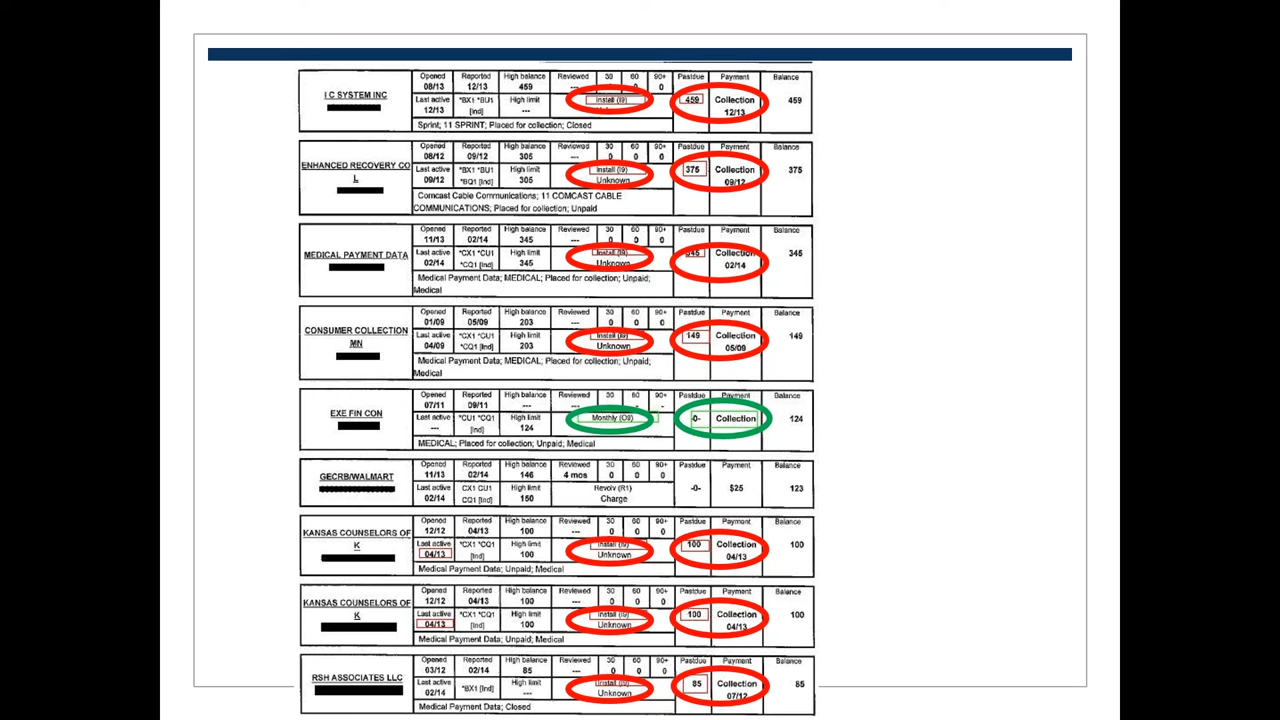 Opened Reported High balance Reviewed 30 60 90+ Pastdue Payment Balance
08/13 12/13 459 --- 0 0 0
I C SYSTEM INC
Last active *BX1 *BU1 High limit Install (I9) 459 Collection 459
12/13 [Ind] --- 12/13
Sprint; 11 SPRINT; Placed for collection; Closed
Opened Reported High balance Reviewed 30 60 90+ Pastdue Payment Balance
08/12 09/12 305 --- 0 0 0
ENHANCED RECOVERY CO
L
Last active *BX1 *BU1 High limit Install (I9) 375 Collection 375
09/12 *BQ1 [Ind] 305 Unknown 09/12
Comcast Cable Communications; 11 COMCAST CABLE
COMMUNICATIONS; Placed for collection; Unpaid
Opened Reported High balance Reviewed 30 60 90+ Pastdue Payment Balance
11/13 02/14 345 --- 0 0 0
MEDICAL PAYMENT DATA
Last active *CX1 *CU1 High limit Install (I9) 345 Collection 345
02/14 *CQ1 [Ind] 345 Unknown 02/14
Medical Payment Data; MEDICAL; Placed for collection; Unpaid;
Medical
Opened Reported High balance Reviewed 30 60 90+ Pastdue Payment Balance
01/09 05/09 203 --- 0 0 0
CONSUMER COLLECTION
MN
Last active *CX1 *CU1 High limit Install (I9) 149 Collection 149
04/09 *CQ1 [Ind] 203 Unknown 05/09
Medical Payment Data; MEDICAL; Placed for collection; Unpaid;
Medical
Opened Reported High balance Reviewed 30 60 90+ Pastdue Payment Balance
07/11 09/11 --- --- - - -
EXE FIN CON
Last active *CU1 *CQ1 High limit Monthly (O9) -0- Collection 124
--- [Ind] 124
MEDICAL; Placed for collection; Unpaid; Medical
Opened Reported High balance Reviewed 30 60 90+ Pastdue Payment Balance
11/13 02/14 146 4 mos 0 0 0
GECRB/WALMART
Last active CX1 CU1 High limit Revolv (R1) -0- $25 123
02/14 CQ1 [Ind] 150 Charge
Opened Reported High balance Reviewed 30 60 90+ Pastdue Payment Balance
12/12 04/13 100 --- 0 0 0
KANSAS COUNSELORS OF
K
Last active *CX1 *CQ1 High limit Install (I9) 100 Collection 100
04/13 [Ind] 100 Unknown 04/13
Medical Payment Data; Unpaid; Medical
Opened Reported High balance Reviewed 30 60 90+ Pastdue Payment Balance
12/12 04/13 100 --- 0 0 0
KANSAS COUNSELORS OF
K
Last active *CX1 *CQ1 High limit Install (I9) 100 Collection 100
04/13 [Ind] 100 Unknown 04/13
Medical Payment Data; Unpaid; Medical
Opened Reported High balance Reviewed 30 60 90+ Pastdue Payment Balance
03/12 02/14 85 --- 0 0 0
RSH ASSOCIATES LLC
Last active *BX1 [Ind] High limit Install (I9) 85 Collection 85
02/14 --- Unknown 07/12
Medical Payment Data; Closed